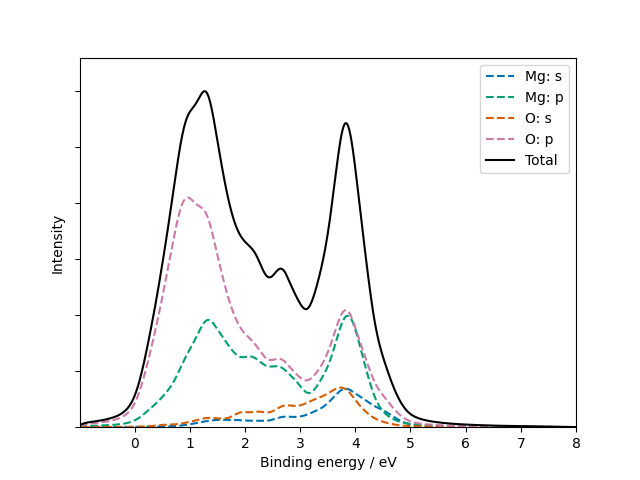 Mg: s
Mg: p
O: s
O: p
Total
Intensity
0 1 2 3 4 5 6 7 8
Binding energy / eV